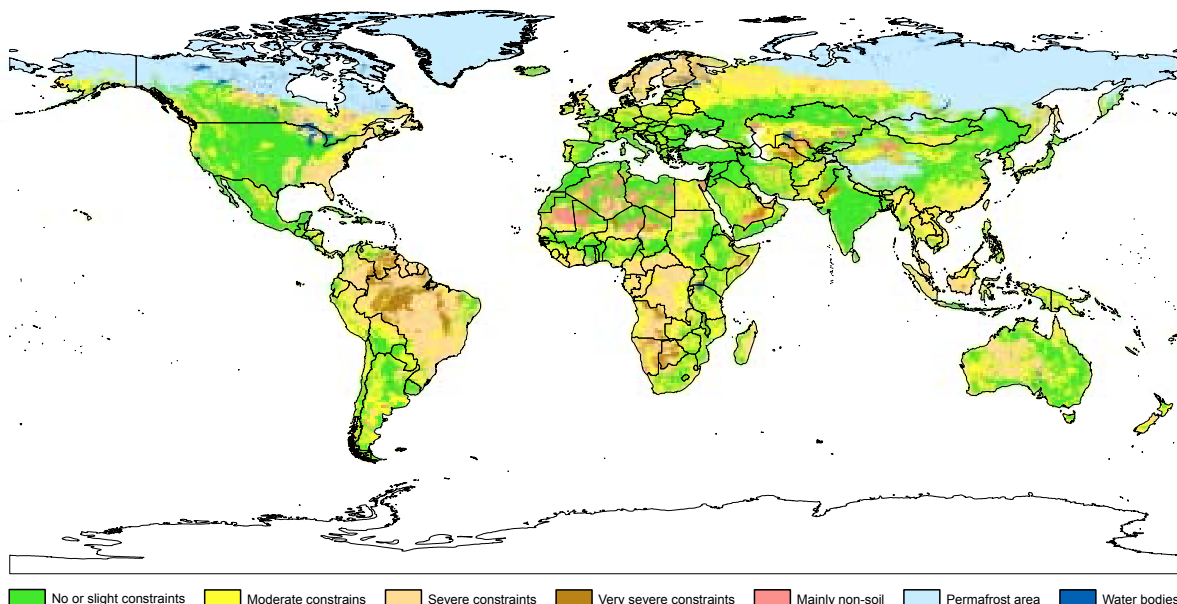 No or slight constraints Moderate constrains Severe constraints Very severe constraints Mainly non-soil Permafrost area Water bodies